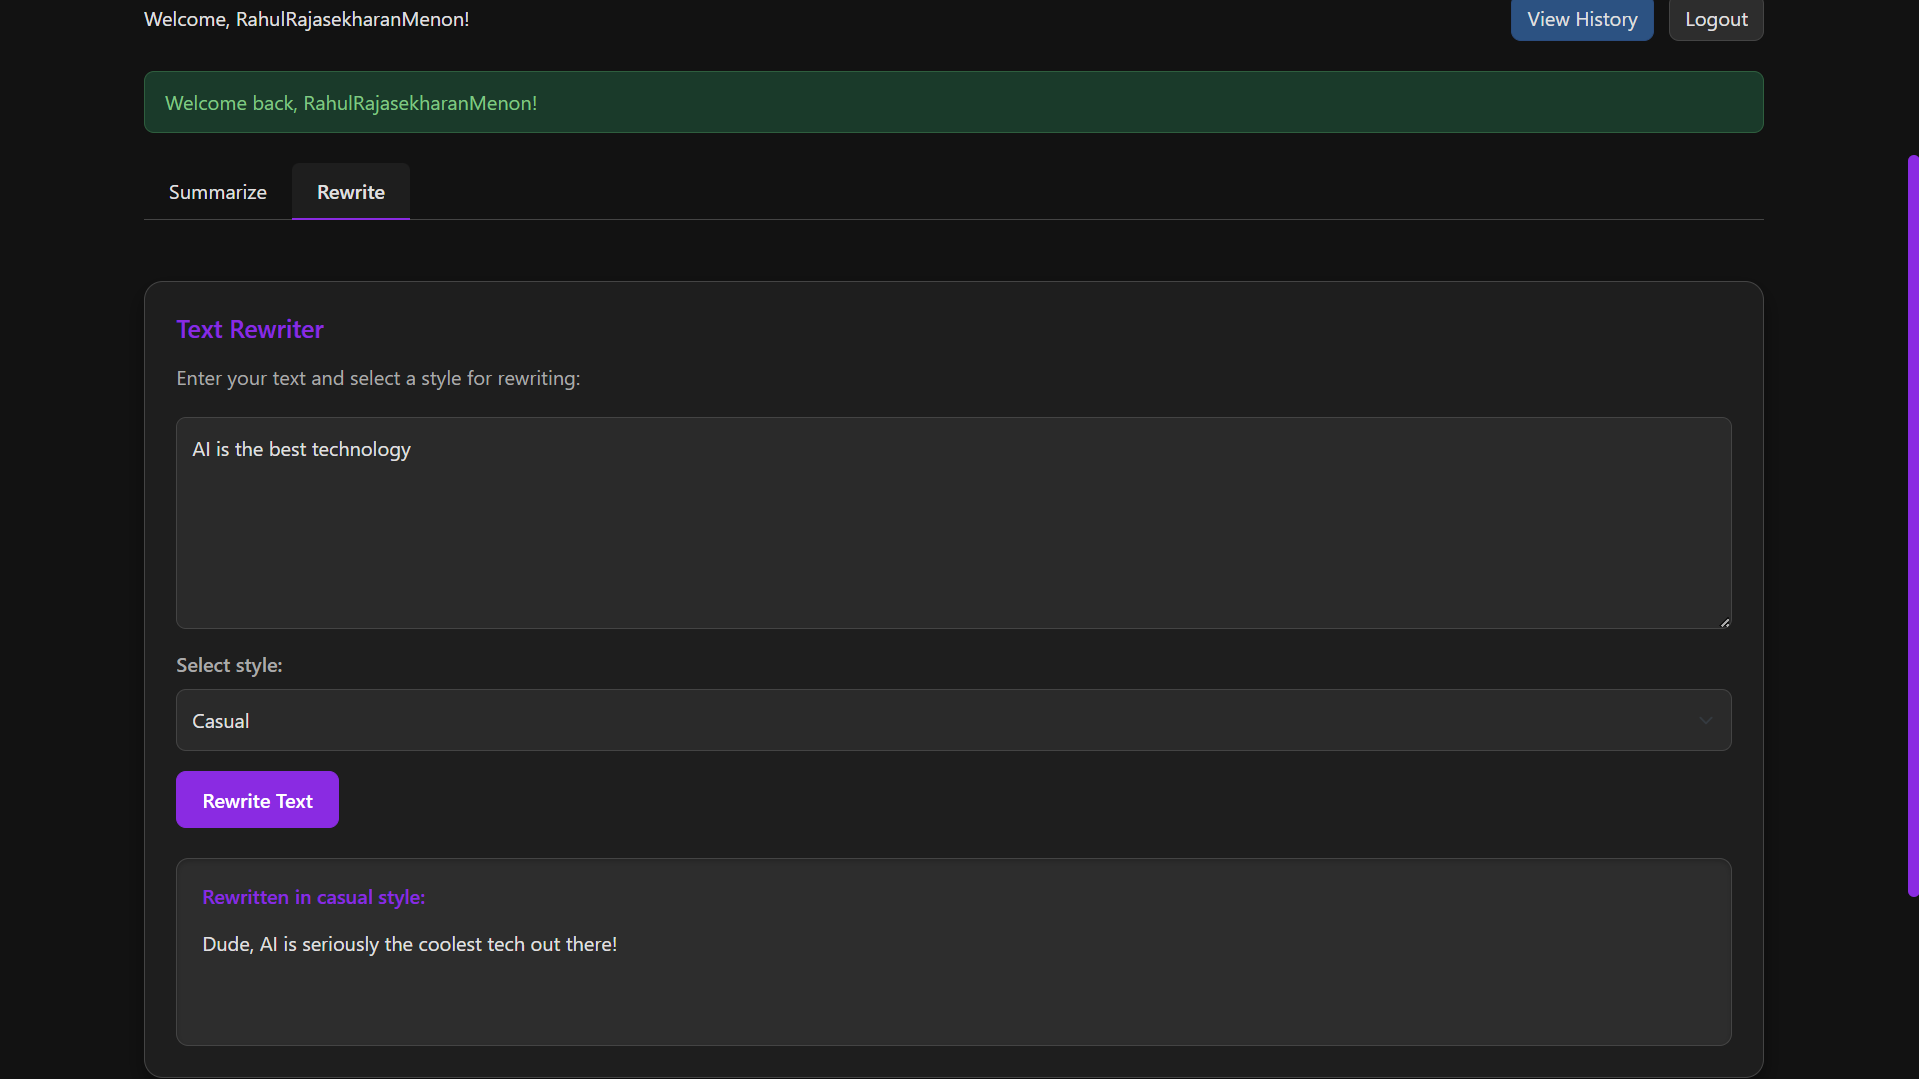 Welcome, RahulRajasekharanMenon!
View History
Logout
Welcome back, RahulRajasekharanMenon!
Summarize
Rewrite
Text Rewriter
Enter your text and select a style for rewriting:
AI is the best technology
Select style:
Casual
Rewrite Text
Rewritten in casual style:
Dude, AI is seriously the coolest tech out there!